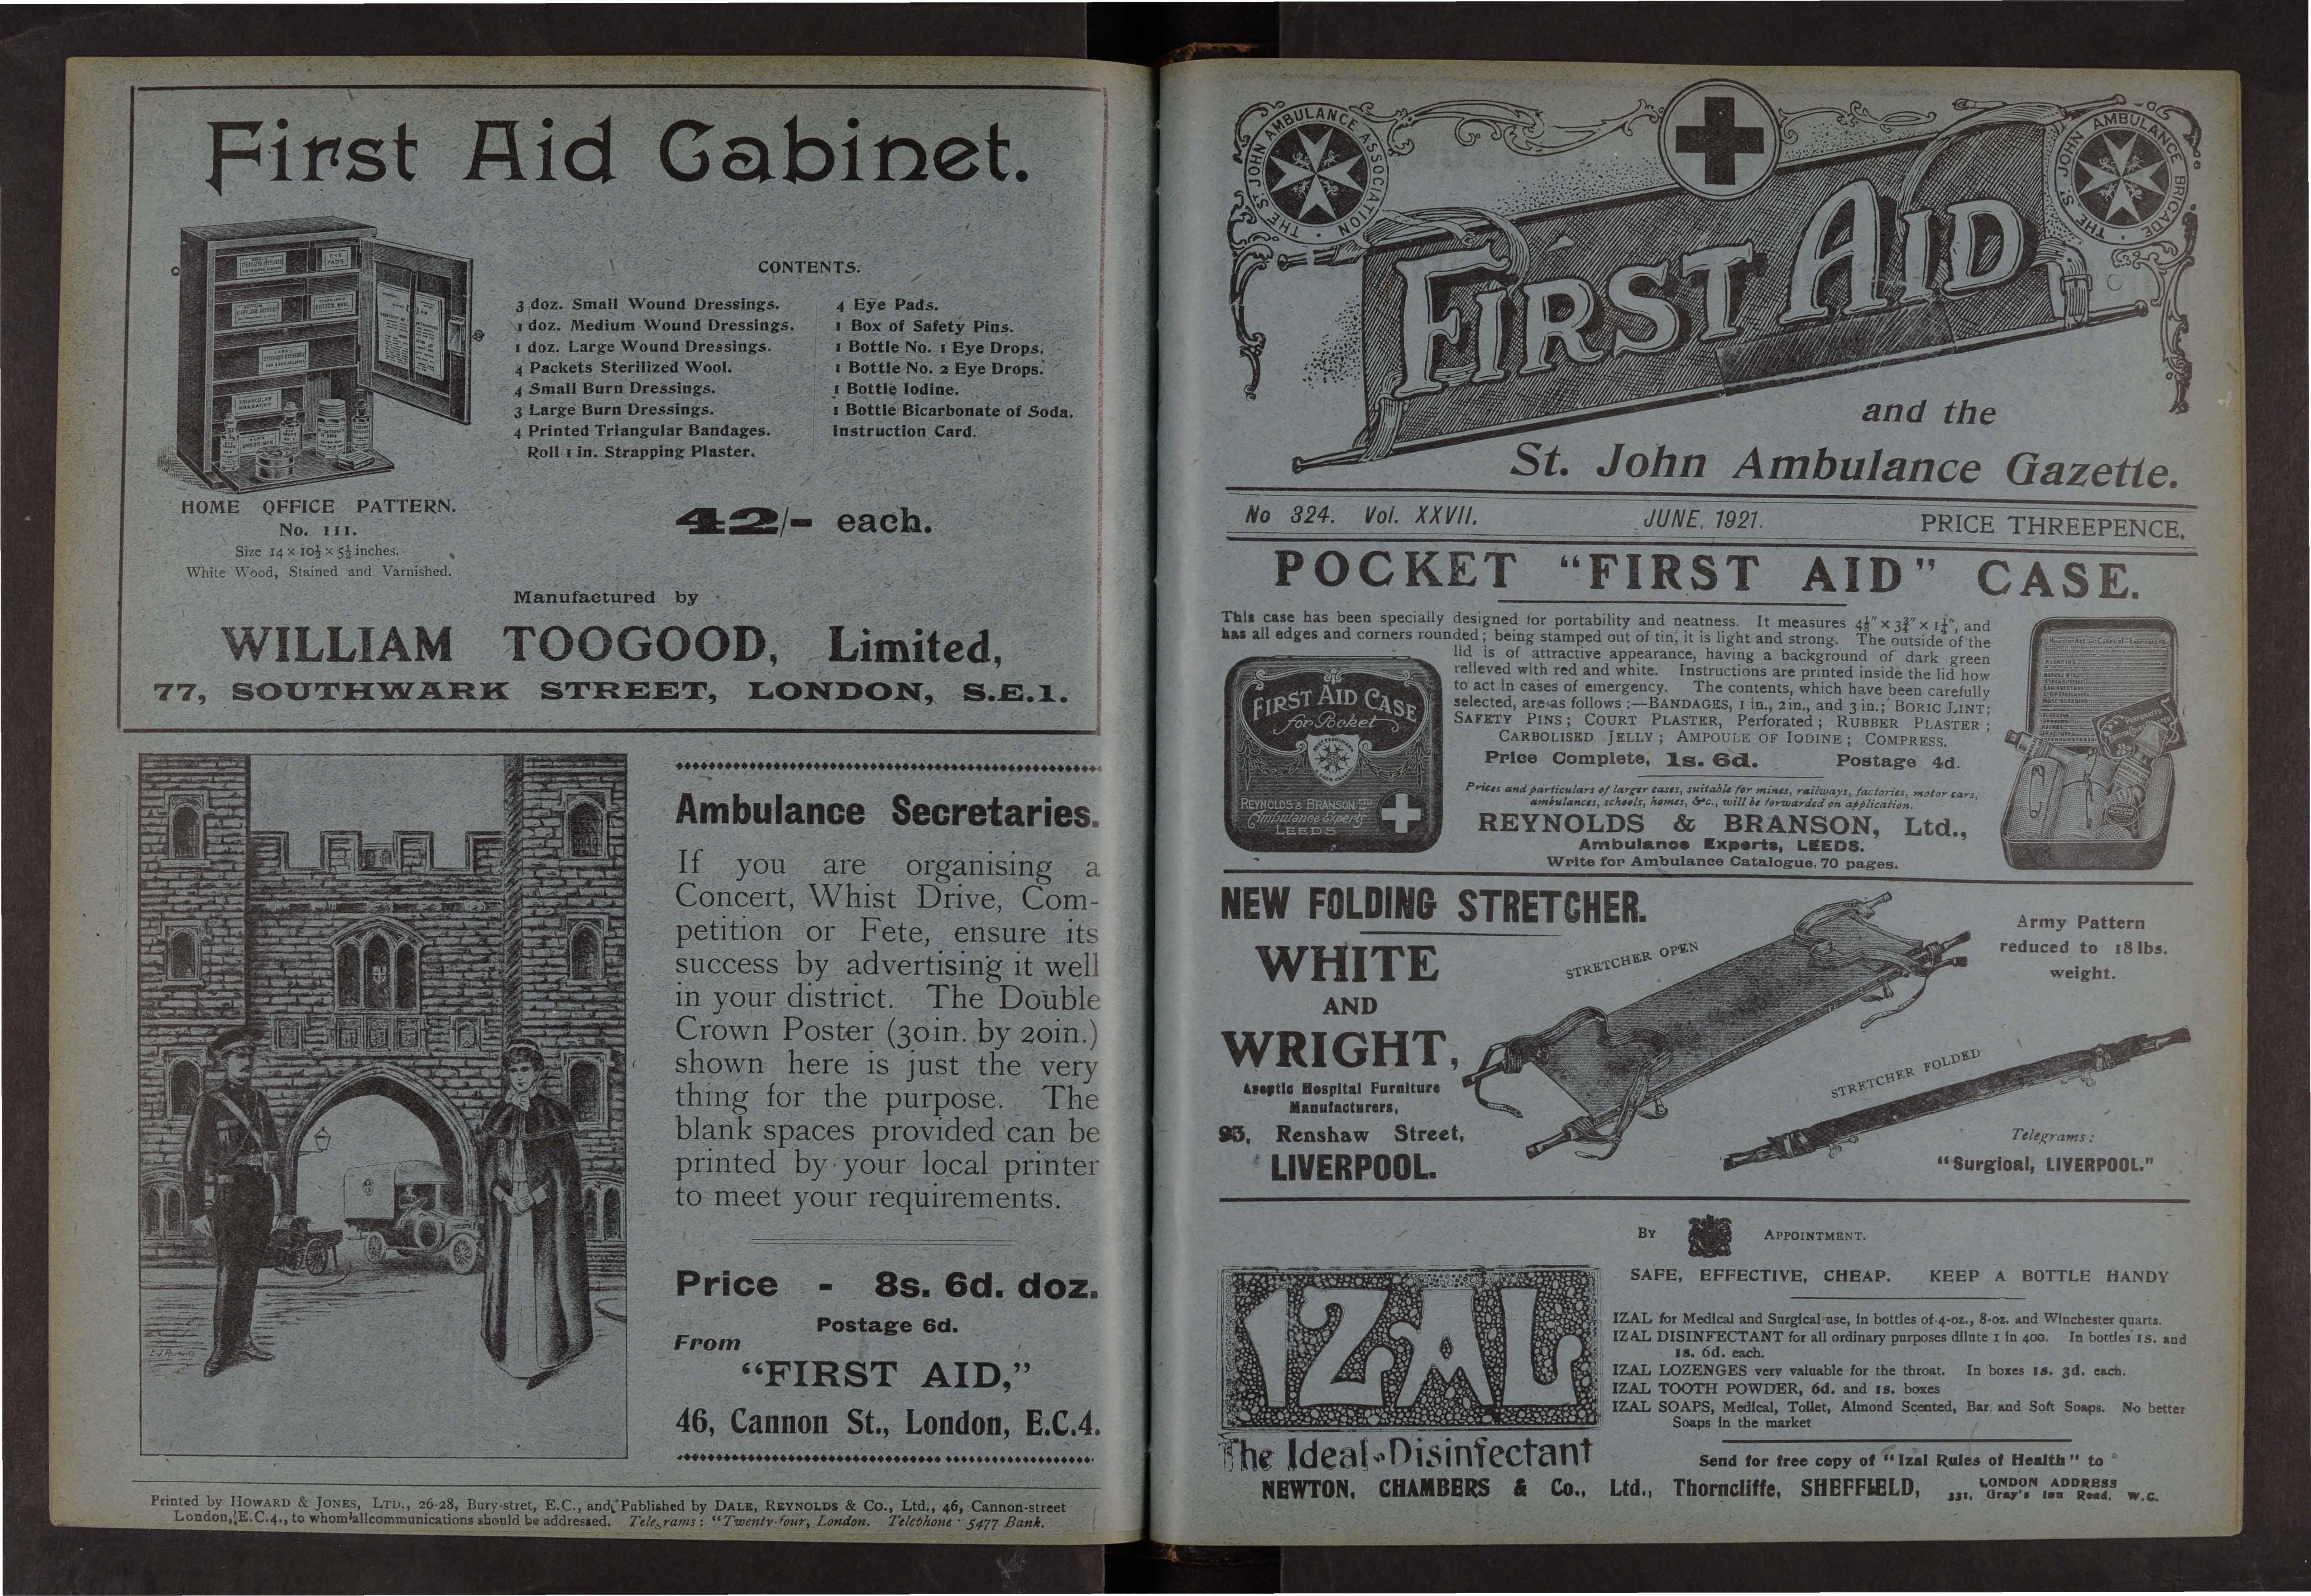 First Aid Cabinet.
CONTENTS.
3 doz. Small Wound Dressings.
1 doz. Medium Wound Dressings.
1 doz. Large Wound Dressings.
4 Packets Sterilized Wool.
4 Small Burn Dressings.
3 Large Burn Dressings.
4 Printed Triangular Bandages.
Roll 1 in. Strapping Plaster.
4 Eye Pads.
1 Box of Safety Pins.
1 Bottle No. 1 Eye Drops.
1 Bottle No. 2 Eye Drops.
1 Bottle Iodine.
1 Bottle Bicarbonate of Soda.
Instruction Card.
EYE
PADS
TRIANGULAR
BANDAGES
HOME OFFICE PATTERN.
No. 111.
Size 14 × 10½ × 5½ inches.
White Wood, Stained and Varnished.
42/- each.
Manufactured by
WILLIAM TOOGOOD, Limited,
77, SOUTHWARK STREET, LONDON, S.E.1.
Ambulance Secretaries.
If you are organising a
Concert, Whist Drive, Com-
petition or Fete, ensure its
success by advertising it well
in your district. The Double
Crown Poster (30in. by 20in.)
shown here is just the very
thing for the purpose. The
blank spaces provided can be
printed by your local printer
to meet your requirements.
Price - 8s. 6d. doz.
Postage 6d.
From
"FIRST AID,"
46, Cannon St., London, E.C.4.
Printed by HOWARD & JONES, LTD., 26-28, Bury-stret, E.C., and Published by DALE, REYNOLDS & Co., Ltd., 46, Cannon-street
London, E.C.4., to whom allcommunications should be addressed. Telegrams: "Twenty-four, London. Telephone · 5477 Bank.
THE ST JOHN AMBULANCE ASSOCIATION
THE ST JOHN AMBULANCE BRIGADE
FIRST AID
and the
St. John Ambulance Gazette.
No 324. Vol. XXVII. JUNE, 1921. PRICE THREEPENCE.
POCKET "FIRST AID" CASE.
This case has been specially designed for portability and neatness. It measures 4⅛" × 3¾" × 1¼", and
has all edges and corners rounded; being stamped out of tin, it is light and strong. The outside of the
lid is of attractive appearance, having a background of dark green
relieved with red and white. Instructions are printed inside the lid how
to act in cases of emergency. The contents, which have been carefully
selected, are as follows :—BANDAGES, 1 in., 2in., and 3 in.; BORIC LINT;
SAFETY PINS; COURT PLASTER, Perforated; RUBBER PLASTER;
CARBOLISED JELLY; AMPOULE OF IODINE; COMPRESS.
Price Complete, 1s. 6d. Postage 4d.
Prices and particulars of larger cases, suitable for mines, railways, factories, motor cars,
ambulances, schools, homes, &c., will be forwarded on application.
REYNOLDS & BRANSON, Ltd.,
Ambulance Experts, LEEDS.
Write for Ambulance Catalogue, 70 pages.
FIRST AID CASE
for Pocket
REYNOLDS & BRANSON LTD
Ambulance Experts
LEEDS
NEW FOLDING STRETCHER.
WHITE
AND
WRIGHT,
Aseptic Hospital Furniture
Manufacturers,
93, Renshaw Street,
LIVERPOOL.
STRETCHER OPEN
Army Pattern
reduced to 18 lbs.
weight.
STRETCHER FOLDED
Telegrams:
"Surgical, LIVERPOOL."
By APPOINTMENT.
SAFE, EFFECTIVE, CHEAP. KEEP A BOTTLE HANDY
IZAL
The Ideal Disinfectant
IZAL for Medical and Surgical use, in bottles of 4-oz., 8-oz. and Winchester quarts.
IZAL DISINFECTANT for all ordinary purposes dilute 1 in 400. In bottles 1s. and
1s. 6d. each.
IZAL LOZENGES very valuable for the throat. In boxes 1s. 3d. each.
IZAL TOOTH POWDER, 6d. and 1s. boxes
IZAL SOAPS, Medical, Toilet, Almond Scented, Bar and Soft Soaps. No better
Soaps in the market
Send for free copy of "Izal Rules of Health" to
NEWTON, CHAMBERS & Co., Ltd., Thorncliffe, SHEFFIELD,
LONDON ADDRESS
331, Gray's Inn Road, W.C.